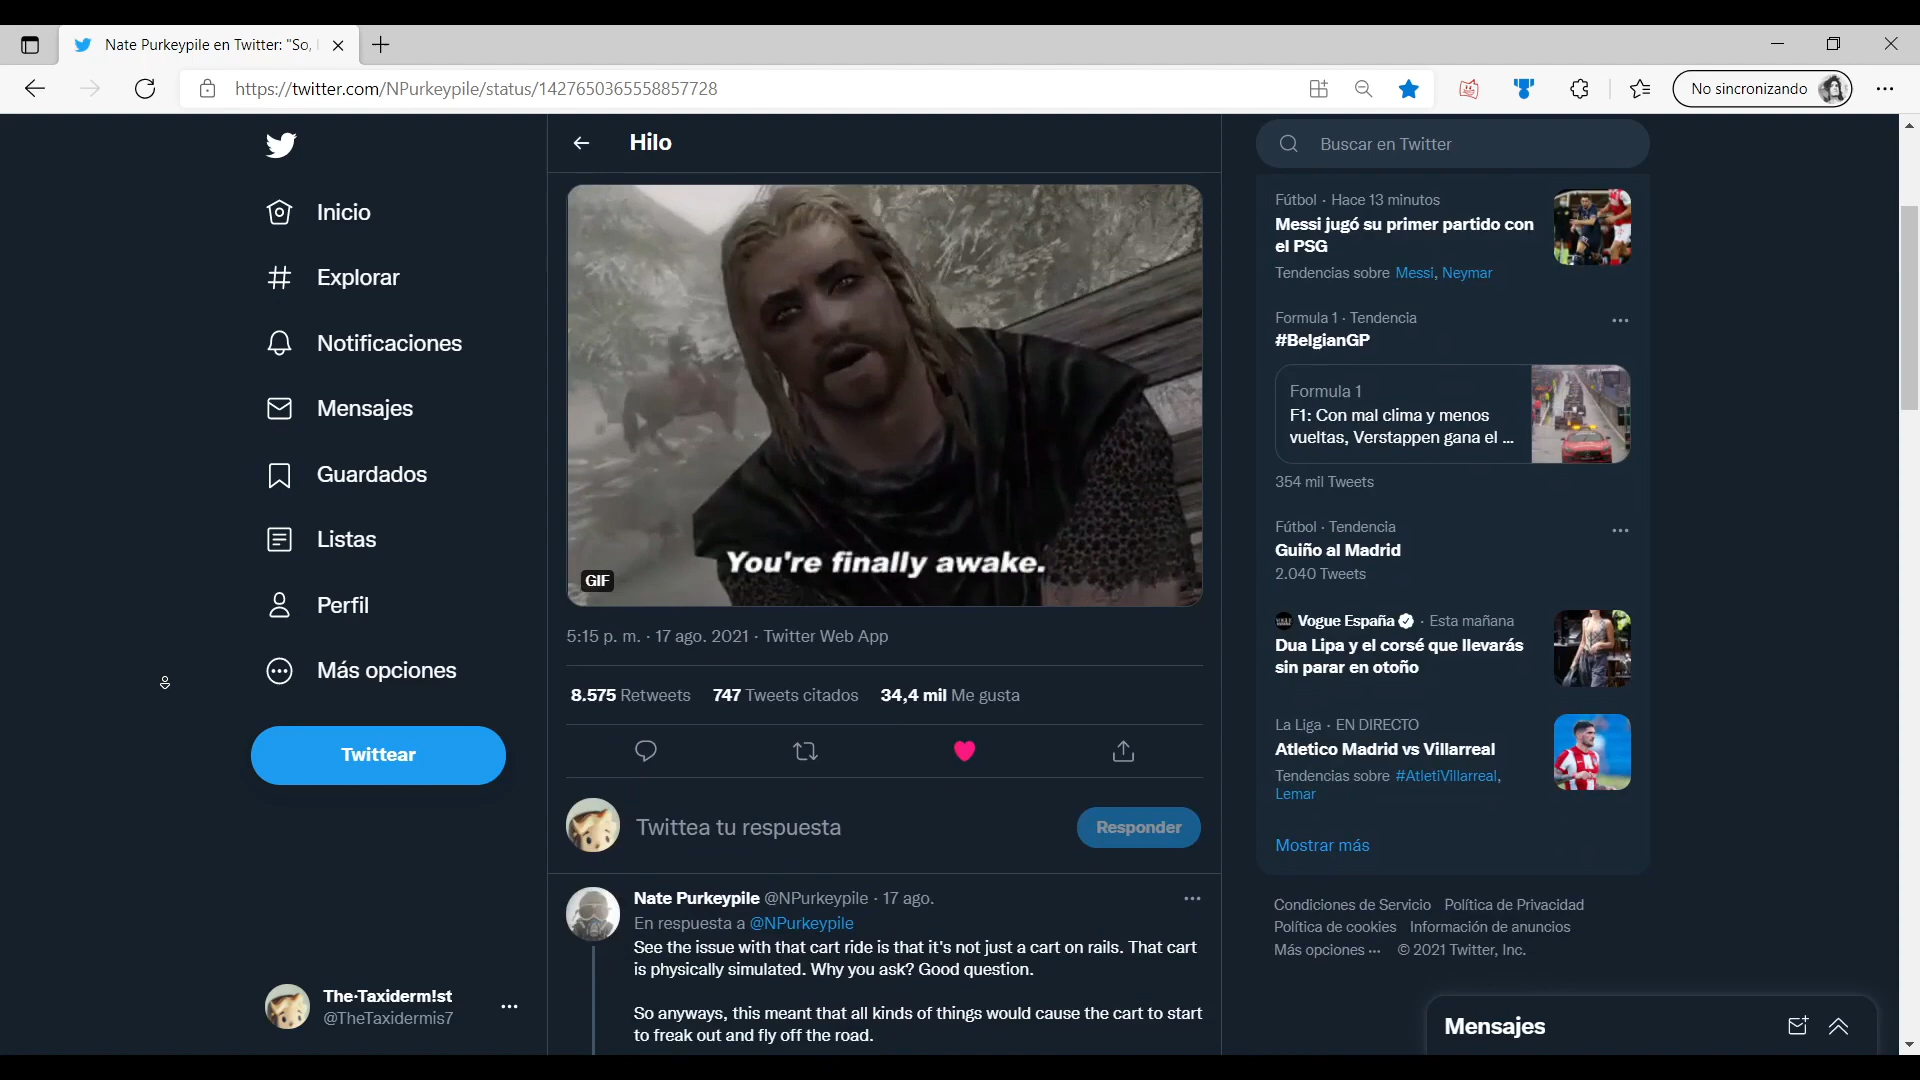 Nate Purkeypile en Twitter: "So,
https://twitter.com/NPurkeypile/status/1427650365558857728
No sincronizando
Inicio
Explorar
Notificaciones
Mensajes
Guardados
Listas
Perfil
Más opciones
Twittear
The·Taxiderm!st
@TheTaxidermis7
Hilo
You're finally awake.
GIF
5:15 p. m. · 17 ago. 2021 · Twitter Web App
8.575 Retweets 747 Tweets citados 34,4 mil Me gusta
Twittea tu respuesta
Responder
Nate Purkeypile @NPurkeypile · 17 ago.
En respuesta a @NPurkeypile
See the issue with that cart ride is that it's not just a cart on rails. That cart
is physically simulated. Why you ask? Good question.
So anyways, this meant that all kinds of things would cause the cart to start
to freak out and fly off the road.
Buscar en Twitter
Fútbol · Hace 13 minutos
Messi jugó su primer partido con
el PSG
Tendencias sobre Messi, Neymar
Formula 1 · Tendencia
#BelgianGP
Formula 1
F1: Con mal clima y menos
vueltas, Verstappen gana el ...
354 mil Tweets
Fútbol · Tendencia
Guiño al Madrid
2.040 Tweets
Vogue España · Esta mañana
Dua Lipa y el corsé que llevarás
sin parar en otoño
La Liga · EN DIRECTO
Atletico Madrid vs Villarreal
Tendencias sobre #AtletiVillarreal,
Lemar
Mostrar más
Condiciones de Servicio Política de Privacidad
Política de cookies Información de anuncios
Más opciones ··· © 2021 Twitter, Inc.
Mensajes